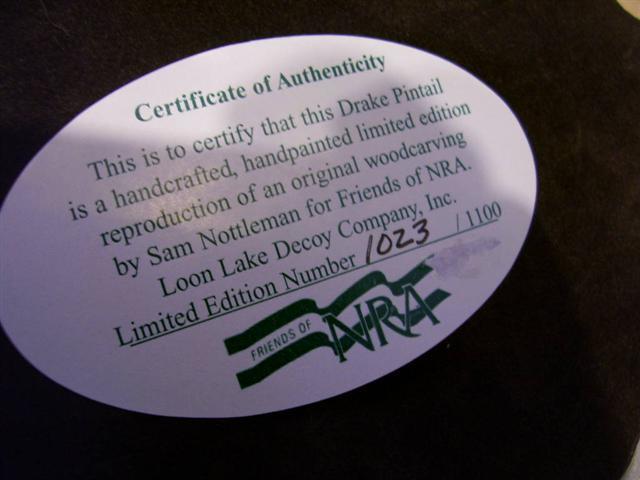 Certificate of Authenticity
This is to certify that this Drake Pintail
is a handcrafted, handpainted limited edition
reproduction of an original woodcarving
by Sam Nottleman for Friends of NRA.
Loon Lake Decoy Company, Inc.
Limited Edition Number 1023 / 1100
FRIENDS OF NRA